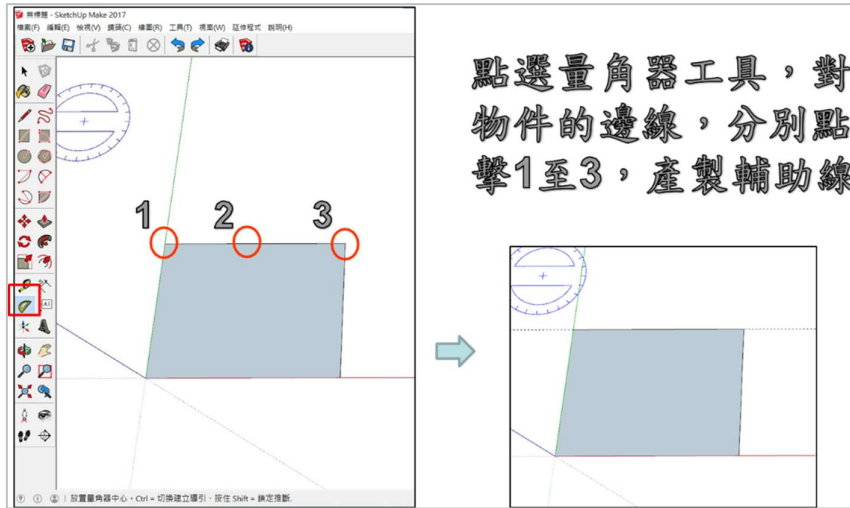 無標題 - SketchUp Make 2017
檔案(F) 編輯(E) 檢視(V) 鏡頭(C) 繪圖(R) 工具(T) 視窗(W) 延伸程式 說明(H)
點選量角器工具，對
物件的邊線，分別點
擊1至3，產製輔助線
1 2 3
A1
放置量角器中心，Ctrl = 切換建立導引，按住 Shift = 鎖定推斷.